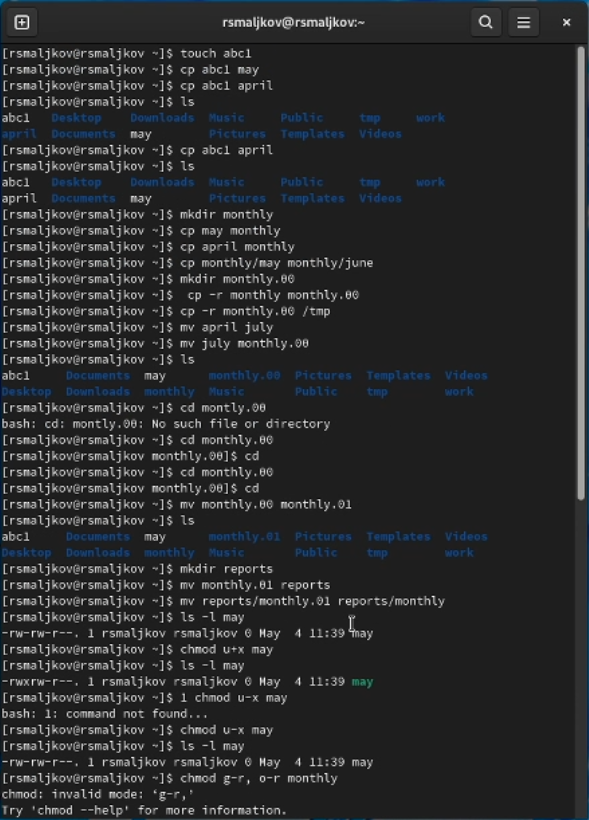 rsmaljkov@rsmaljkov:~
[rsmaljkov@rsmaljkov ~]$ touch abc1
[rsmaljkov@rsmaljkov ~]$ cp abc1 may
[rsmaljkov@rsmaljkov ~]$ cp abc1 april
[rsmaljkov@rsmaljkov ~]$ ls
abc1   Desktop    Downloads  Music     Public     tmp     work
april  Documents  may        Pictures  Templates  Videos
[rsmaljkov@rsmaljkov ~]$ cp abc1 april
[rsmaljkov@rsmaljkov ~]$ ls
abc1   Desktop    Downloads  Music     Public     tmp     work
april  Documents  may        Pictures  Templates  Videos
[rsmaljkov@rsmaljkov ~]$ mkdir monthly
[rsmaljkov@rsmaljkov ~]$ cp may monthly
[rsmaljkov@rsmaljkov ~]$ cp april monthly
[rsmaljkov@rsmaljkov ~]$ cp monthly/may monthly/june
[rsmaljkov@rsmaljkov ~]$ mkdir monthly.00
[rsmaljkov@rsmaljkov ~]$  cp -r monthly monthly.00
[rsmaljkov@rsmaljkov ~]$ cp -r monthly.00 /tmp
[rsmaljkov@rsmaljkov ~]$ mv april july
[rsmaljkov@rsmaljkov ~]$ mv july monthly.00
[rsmaljkov@rsmaljkov ~]$ ls
abc1     Documents  may      monthly.00  Pictures  Templates  Videos
Desktop  Downloads  monthly  Music       Public    tmp        work
[rsmaljkov@rsmaljkov ~]$ cd montly.00
bash: cd: montly.00: No such file or directory
[rsmaljkov@rsmaljkov ~]$ cd monthly.00
[rsmaljkov@rsmaljkov monthly.00]$ cd
[rsmaljkov@rsmaljkov ~]$ cd monthly.00
[rsmaljkov@rsmaljkov monthly.00]$ cd
[rsmaljkov@rsmaljkov ~]$ mv monthly.00 monthly.01
[rsmaljkov@rsmaljkov ~]$ ls
abc1     Documents  may      monthly.01  Pictures  Templates  Videos
Desktop  Downloads  monthly  Music       Public    tmp        work
[rsmaljkov@rsmaljkov ~]$ mkdir reports
[rsmaljkov@rsmaljkov ~]$ mv monthly.01 reports
[rsmaljkov@rsmaljkov ~]$ mv reports/monthly.01 reports/monthly
[rsmaljkov@rsmaljkov ~]$ ls -l may
-rw-rw-r--. 1 rsmaljkov rsmaljkov 0 May  4 11:39 may
[rsmaljkov@rsmaljkov ~]$ chmod u+x may
[rsmaljkov@rsmaljkov ~]$ ls -l may
-rwxrw-r--. 1 rsmaljkov rsmaljkov 0 May  4 11:39 may
[rsmaljkov@rsmaljkov ~]$ 1 chmod u-x may
bash: 1: command not found...
[rsmaljkov@rsmaljkov ~]$ chmod u-x may
[rsmaljkov@rsmaljkov ~]$ ls -l may
-rw-rw-r--. 1 rsmaljkov rsmaljkov 0 May  4 11:39 may
[rsmaljkov@rsmaljkov ~]$ chmod g-r, o-r monthly
chmod: invalid mode: ‘g-r,’
Try 'chmod --help' for more information.